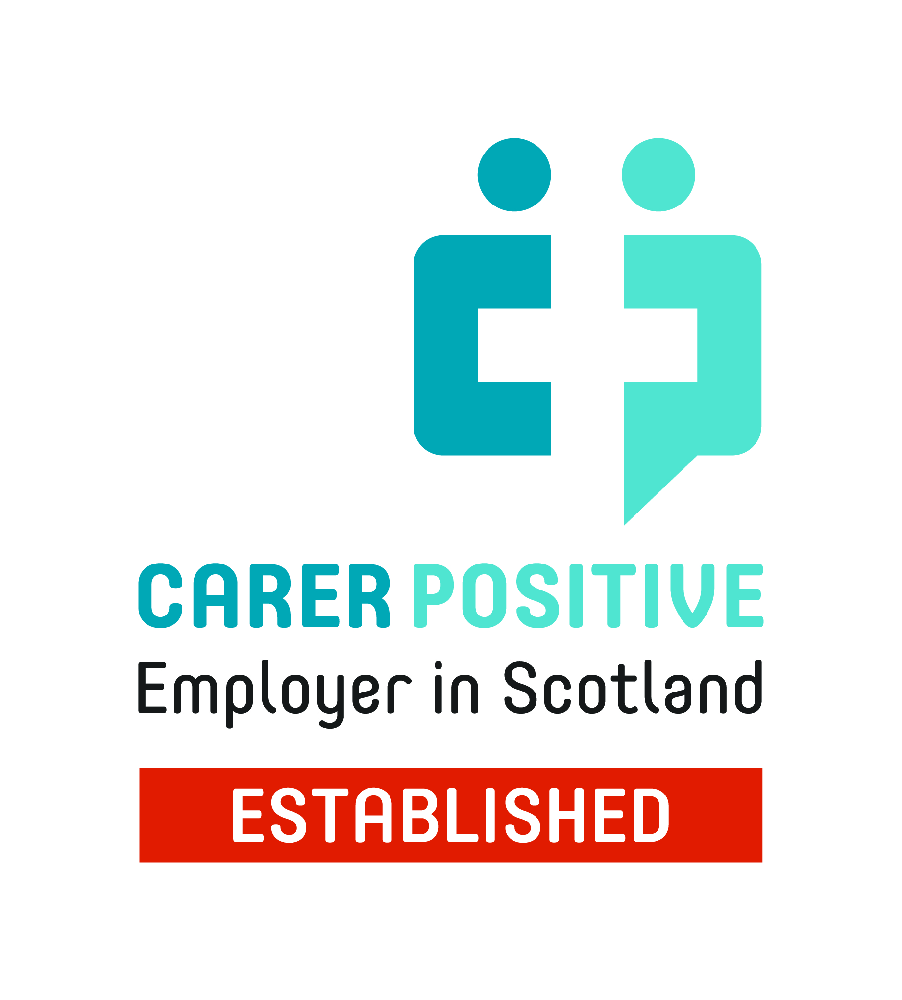 CARER POSITIVE
Employer in Scotland
ESTABLISHED